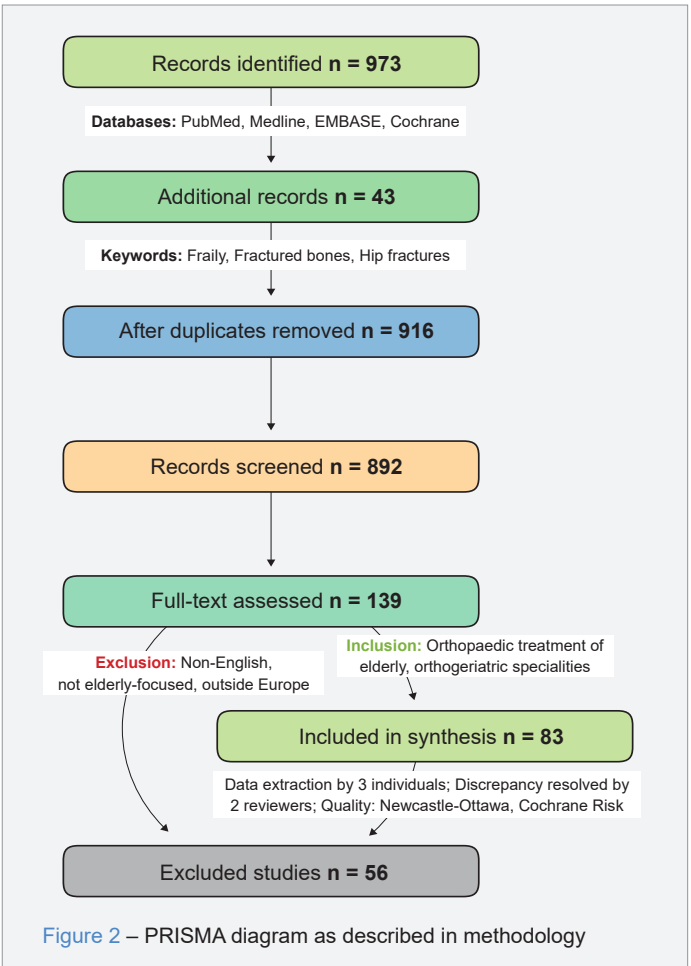 Records identified n = 973
Databases: PubMed, Medline, EMBASE, Cochrane
Additional records n = 43
Keywords: Fraily, Fractured bones, Hip fractures
After duplicates removed n = 916
Records screened n = 892
Full-text assessed n = 139
Exclusion: Non-English,
not elderly-focused, outside Europe
Inclusion: Orthopaedic treatment of
elderly, orthogeriatric specialities
Included in synthesis n = 83
Data extraction by 3 individuals; Discrepancy resolved by
2 reviewers; Quality: Newcastle-Ottawa, Cochrane Risk
Excluded studies n = 56
Figure 2 – PRISMA diagram as described in methodology